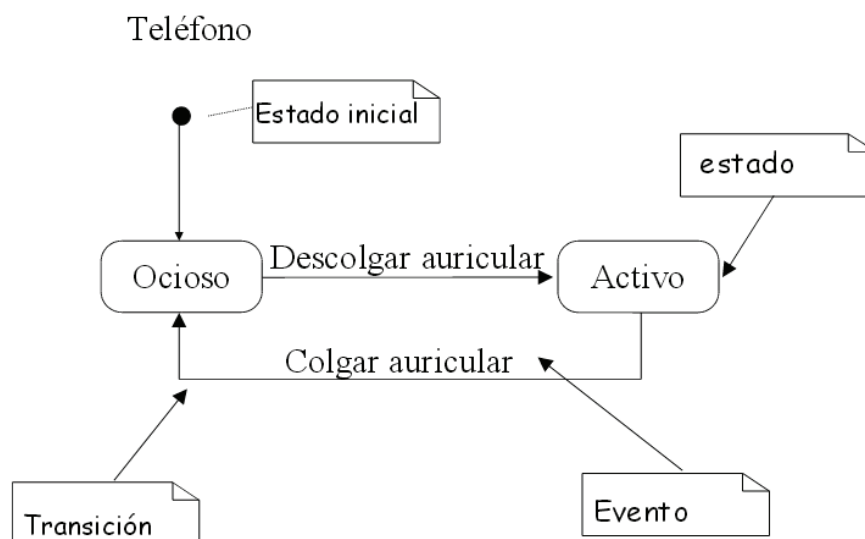 Teléfono
Estado inicial
estado
Ocioso
Descolgar auricular
Activo
Colgar auricular
Transición
Evento